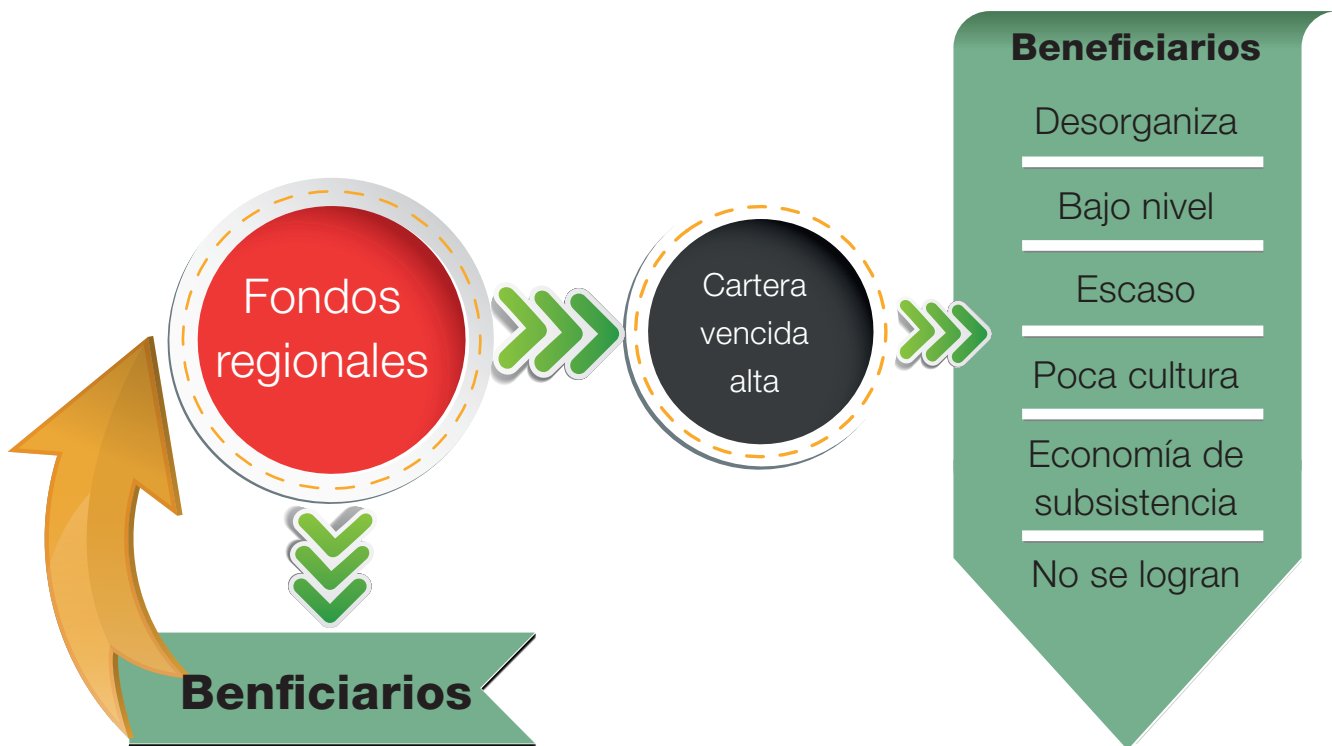 Fondos
regionales
Benficiarios
Cartera
vencida
alta
Beneficiarios
Desorganiza
Bajo nivel
Escaso
Poca cultura
Economía de
subsistencia
No se logran